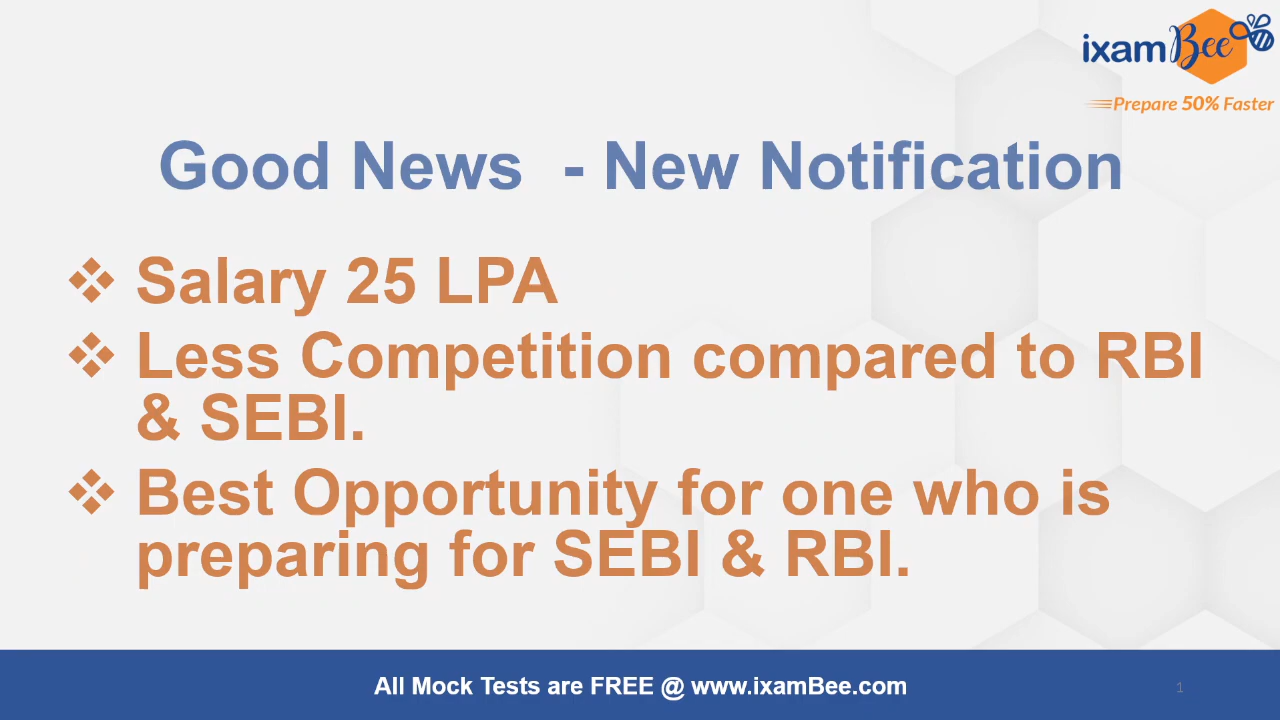 ixamBee
Prepare 50% Faster
Good News - New Notification
❖ Salary 25 LPA
❖ Less Competition compared to RBI
& SEBI.
❖ Best Opportunity for one who is
preparing for SEBI & RBI.
All Mock Tests are FREE @ www.ixamBee.com
1